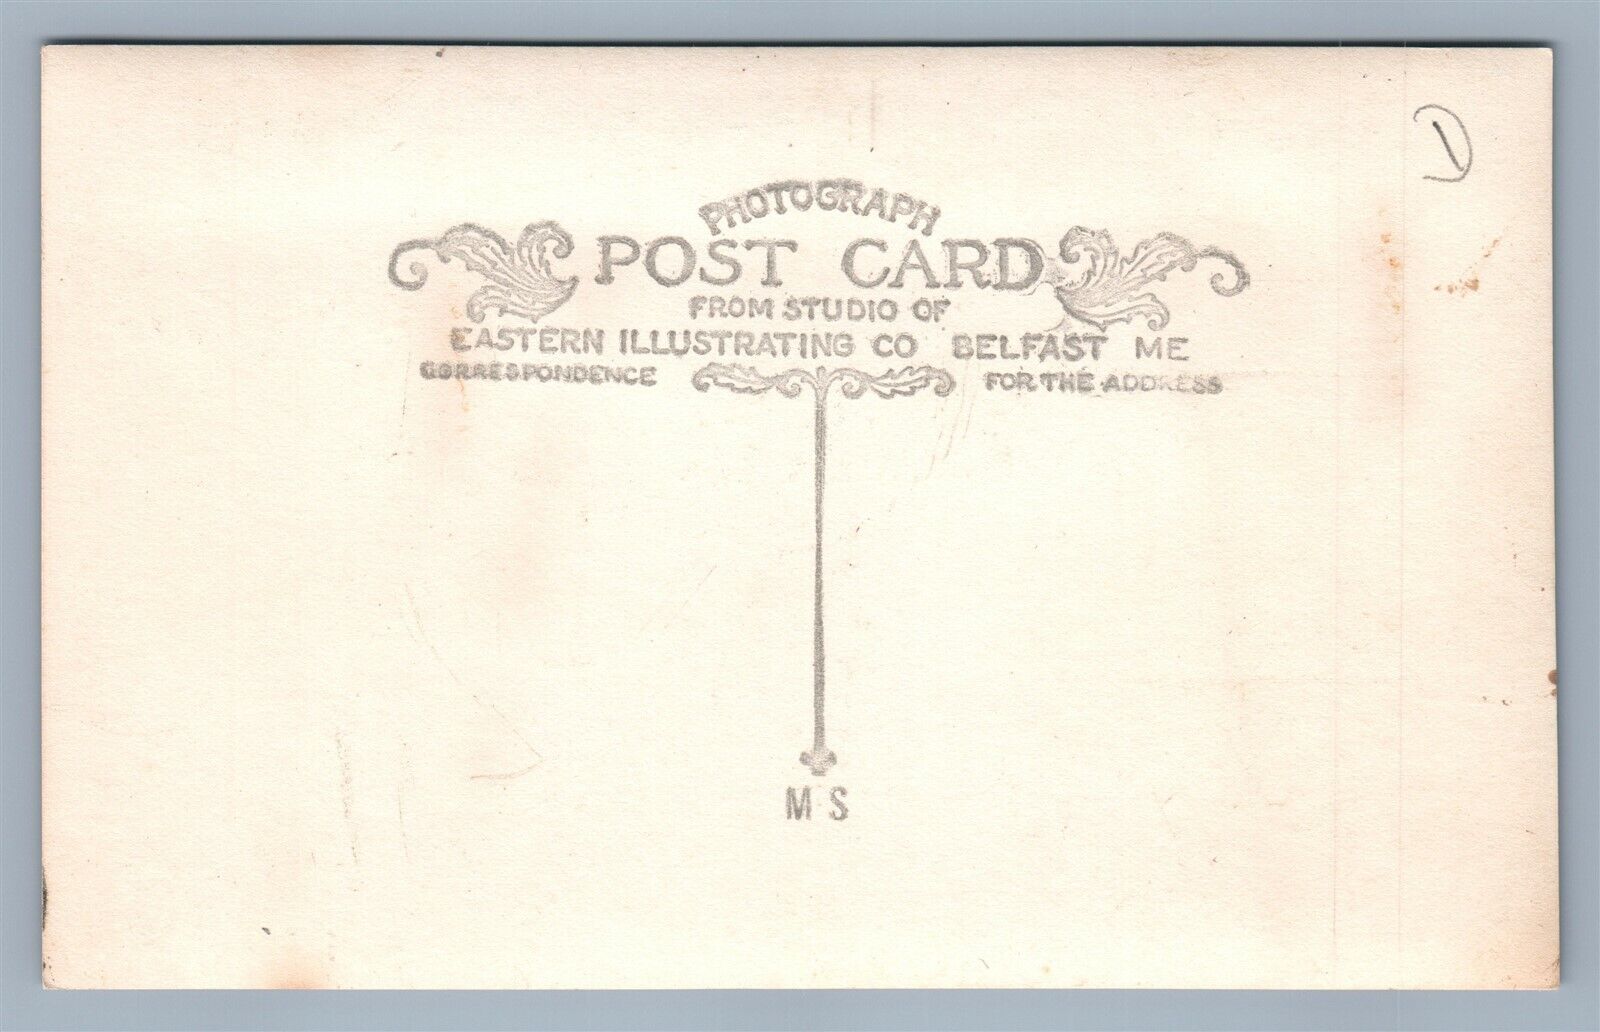 D
PHOTOGRAPH
POST CARD
FROM STUDIO OF
EASTERN ILLUSTRATING CO BELFAST ME
CORRESPONDENCE FOR THE ADDRESS
M S